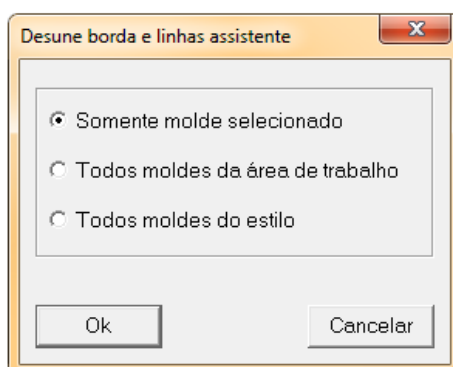 Desune borda e linhas assistente
Somente molde selecionado
Todos moldes da área de trabalho
Todos moldes do estilo
Ok Cancelar